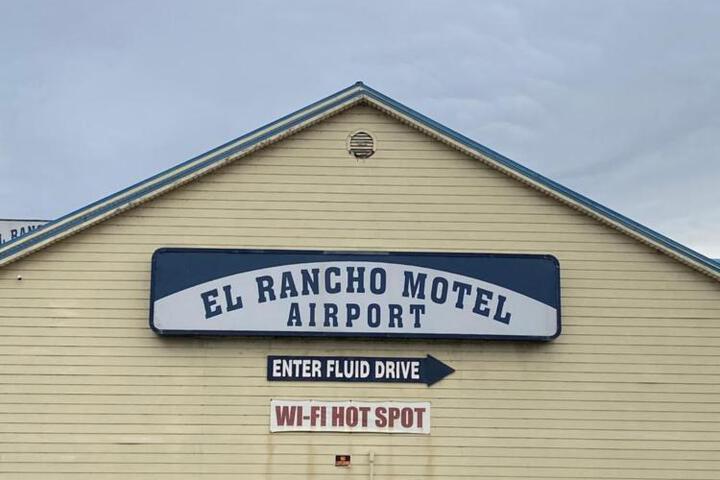 EL RANCHO MOTEL
AIRPORT
ENTER FLUID DRIVE
WI-FI HOT SPOT